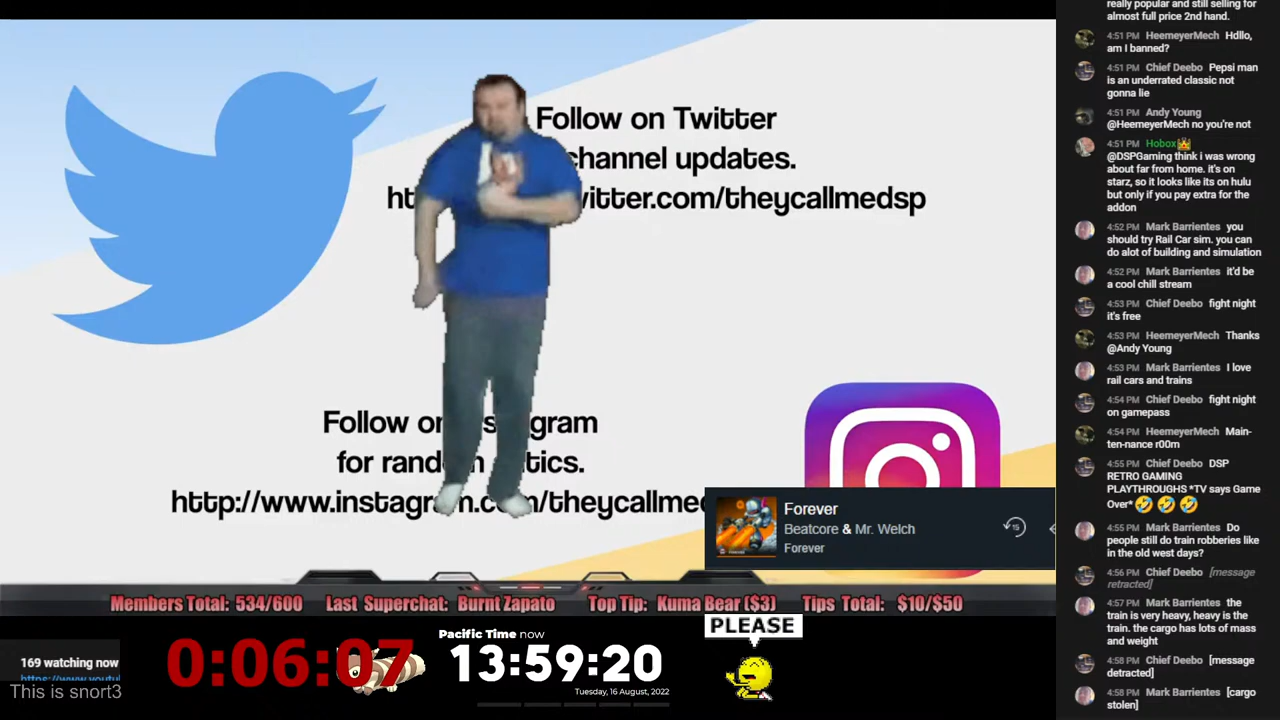 Follow on Twitter
channel updates.
ht
witter.com/theycallmedsp
Follow on
gram
for rand
tics.
http://www.instagr
m.c
/theycallmed
Forever
Beatcore & Mr. Welch
Forever
15
Members Total: 534/600 Last Superchat: Burnt Zapato Top Tip: Kuma Bear ($3) Tips Total: $10/$50
169 watching now
https://www.youtul
This is snort3
0:06:07
Pacific Time now
13:59:20
Tuesday, 16 August, 2022
PLEASE
really popular and still selling for
almost full price 2nd hand.
4:51 PM HeemeyerMech Hdllo,
am I banned?
4:51 PM Chief Deebo Pepsi man
is an underrated classic not
gonna lie
4:51 PM Andy Young
@HeemeyerMech no you're not
4:51 PM Hobox
@DSPGaming think i was wrong
about far from home. it's on
starz, so it looks like its on hulu
but only if you pay extra for the
addon
4:52 PM Mark Barrientes you
should try Rail Car sim. you can
do alot of building and simulation
4:52 PM Mark Barrientes it'd be
a cool chill stream
4:53 PM Chief Deebo fight night
it's free
4:53 PM HeemeyerMech Thanks
@Andy Young
4:53 PM Mark Barrientes I love
rail cars and trains
4:54 PM Chief Deebo fight night
on gamepass
4:54 PM HeemeyerMech Main-
ten-nance r00m
4:55 PM Chief Deebo DSP
RETRO GAMING
PLAYTHROUGHS *TV says Game
Over* 🤣 🤣 🤣
4:55 PM Mark Barrientes Do
people still do train robberies like
in the old west days?
4:56 PM Chief Deebo [message
retracted]
4:57 PM Mark Barrientes the
train is very heavy, heavy is the
train. the cargo has lots of mass
and weight
4:58 PM Chief Deebo [message
detracted]
4:58 PM Mark Barrientes [cargo
stolen]